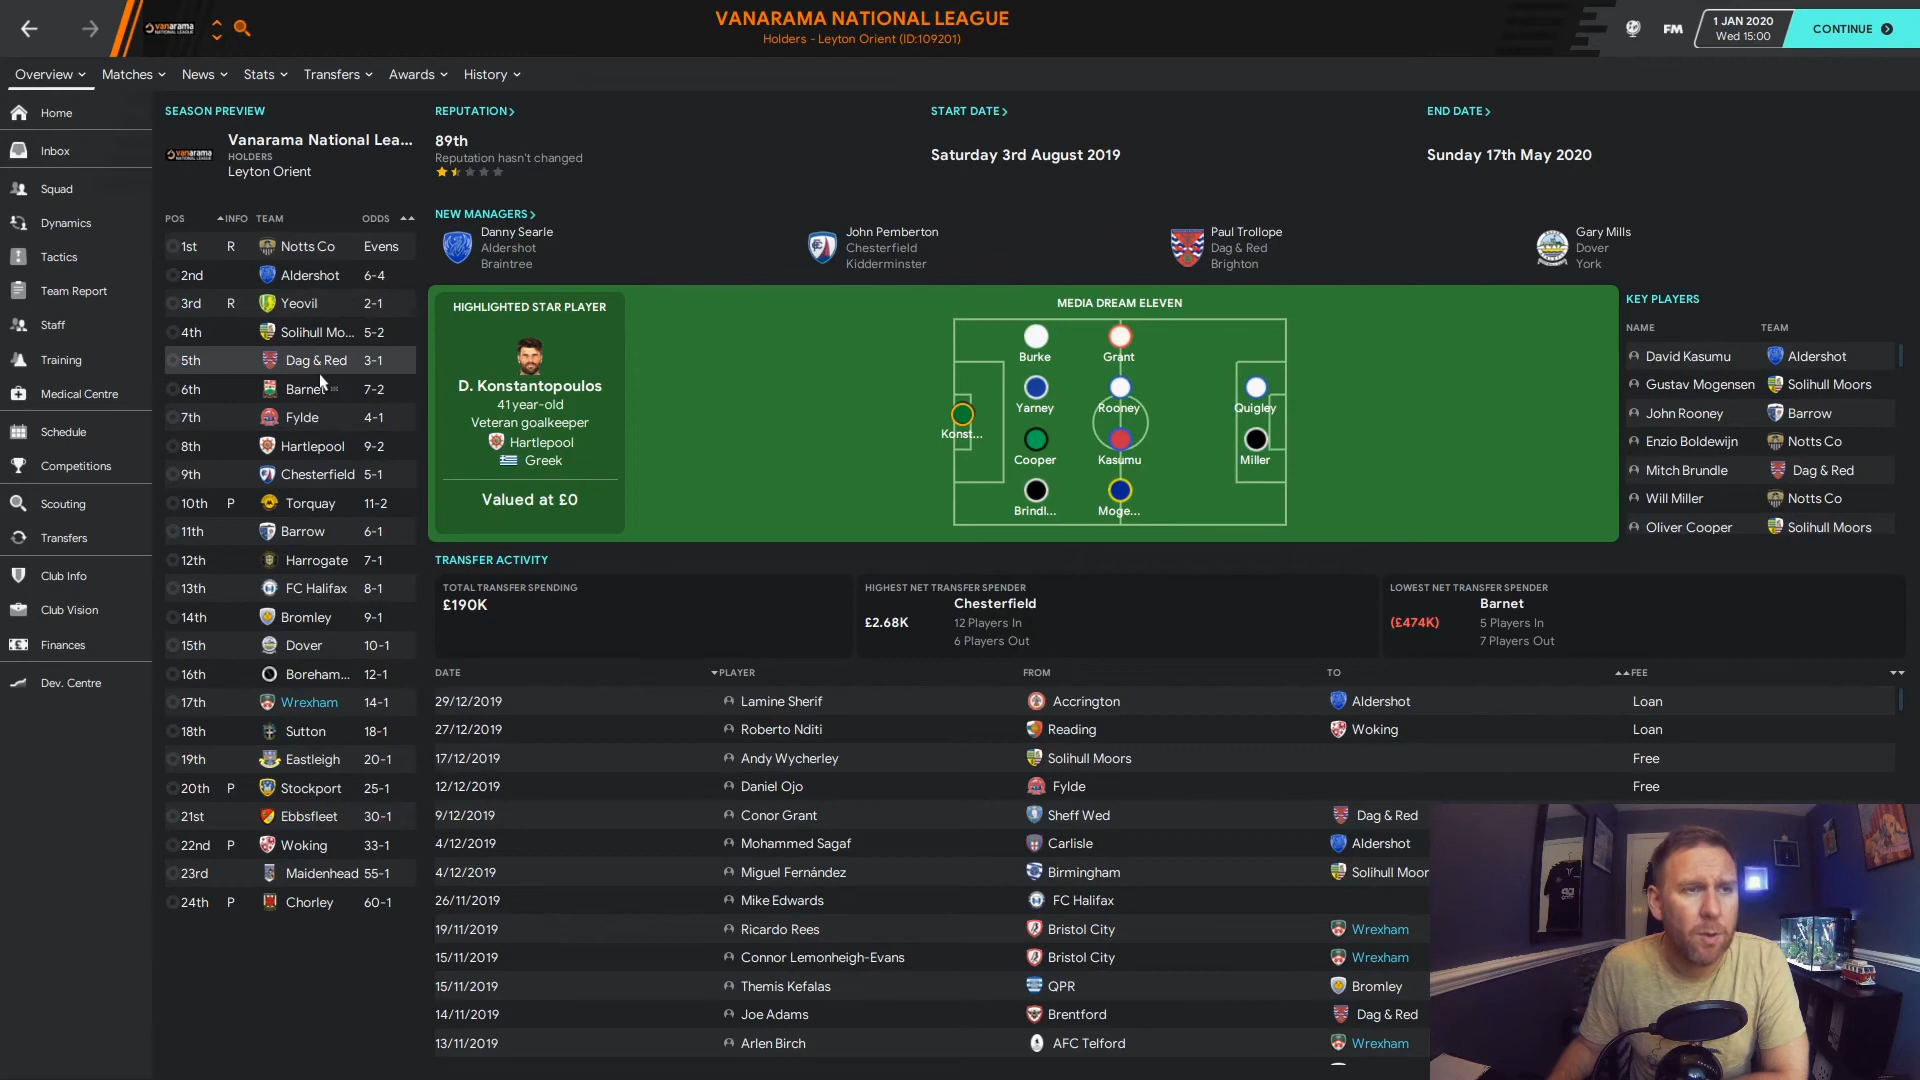 VANARAMA NATIONAL LEAGUE
Holders - Leyton Orient (ID:109201)
vanarama
NATIONAL LEAGUE
FM
1 JAN 2020
Wed 15:00
CONTINUE
Overview
Matches
News
Stats
Transfers
Awards
History
Home
Inbox
Squad
Dynamics
Tactics
Team Report
Staff
Training
Medical Centre
Schedule
Competitions
Scouting
Transfers
Club Info
Club Vision
Finances
Dev. Centre
SEASON PREVIEW
vanarama
NATIONAL LEAGUE
Vanarama National Lea...
HOLDERS
Leyton Orient
POS INFO TEAM ODDS
1st R Notts Co Evens
2nd Aldershot 6-4
3rd R Yeovil 2-1
4th Solihull Mo... 5-2
5th Dag & Red 3-1
6th Barnet 7-2
7th Fylde 4-1
8th Hartlepool 9-2
9th Chesterfield 5-1
10th P Torquay 11-2
11th Barrow 6-1
12th Harrogate 7-1
13th FC Halifax 8-1
14th Bromley 9-1
15th Dover 10-1
16th Boreham... 12-1
17th Wrexham 14-1
18th Sutton 18-1
19th Eastleigh 20-1
20th P Stockport 25-1
21st Ebbsfleet 30-1
22nd P Woking 33-1
23rd Maidenhead 55-1
24th P Chorley 60-1
REPUTATION
89th
Reputation hasn't changed
START DATE
Saturday 3rd August 2019
END DATE
Sunday 17th May 2020
NEW MANAGERS
Danny Searle
Aldershot
Braintree
John Pemberton
Chesterfield
Kidderminster
Paul Trollope
Dag & Red
Brighton
Gary Mills
Dover
York
HIGHLIGHTED STAR PLAYER
D. Konstantopoulos
41 year-old
Veteran goalkeeper
Hartlepool
Greek
Valued at £0
MEDIA DREAM ELEVEN
Burke
Grant
Yarney
Rooney
Quigley
Konst...
Cooper
Kasumu
Miller
Brindl...
Moge...
KEY PLAYERS
NAME TEAM
David Kasumu Aldershot
Gustav Mogensen Solihull Moors
John Rooney Barrow
Enzio Boldewijn Notts Co
Mitch Brundle Dag & Red
Will Miller Notts Co
Oliver Cooper Solihull Moors
TRANSFER ACTIVITY
TOTAL TRANSFER SPENDING
£190K
HIGHEST NET TRANSFER SPENDER
£2.68K
Chesterfield
12 Players In
6 Players Out
LOWEST NET TRANSFER SPENDER
(£474K)
Barnet
5 Players In
7 Players Out
DATE PLAYER FROM TO FEE
29/12/2019 Lamine Sherif Accrington Aldershot Loan
27/12/2019 Roberto Nditi Reading Woking Loan
17/12/2019 Andy Wycherley Solihull Moors Free
12/12/2019 Daniel Ojo Fylde Free
9/12/2019 Conor Grant Sheff Wed Dag & Red
4/12/2019 Mohammed Sagaf Carlisle Aldershot
4/12/2019 Miguel Fernández Birmingham Solihull Moor
26/11/2019 Mike Edwards FC Halifax
19/11/2019 Ricardo Rees Bristol City Wrexham
15/11/2019 Connor Lemonheigh-Evans Bristol City Wrexham
15/11/2019 Themis Kefalas QPR Bromley
14/11/2019 Joe Adams Brentford Dag & Red
13/11/2019 Arlen Birch AFC Telford Wrexham